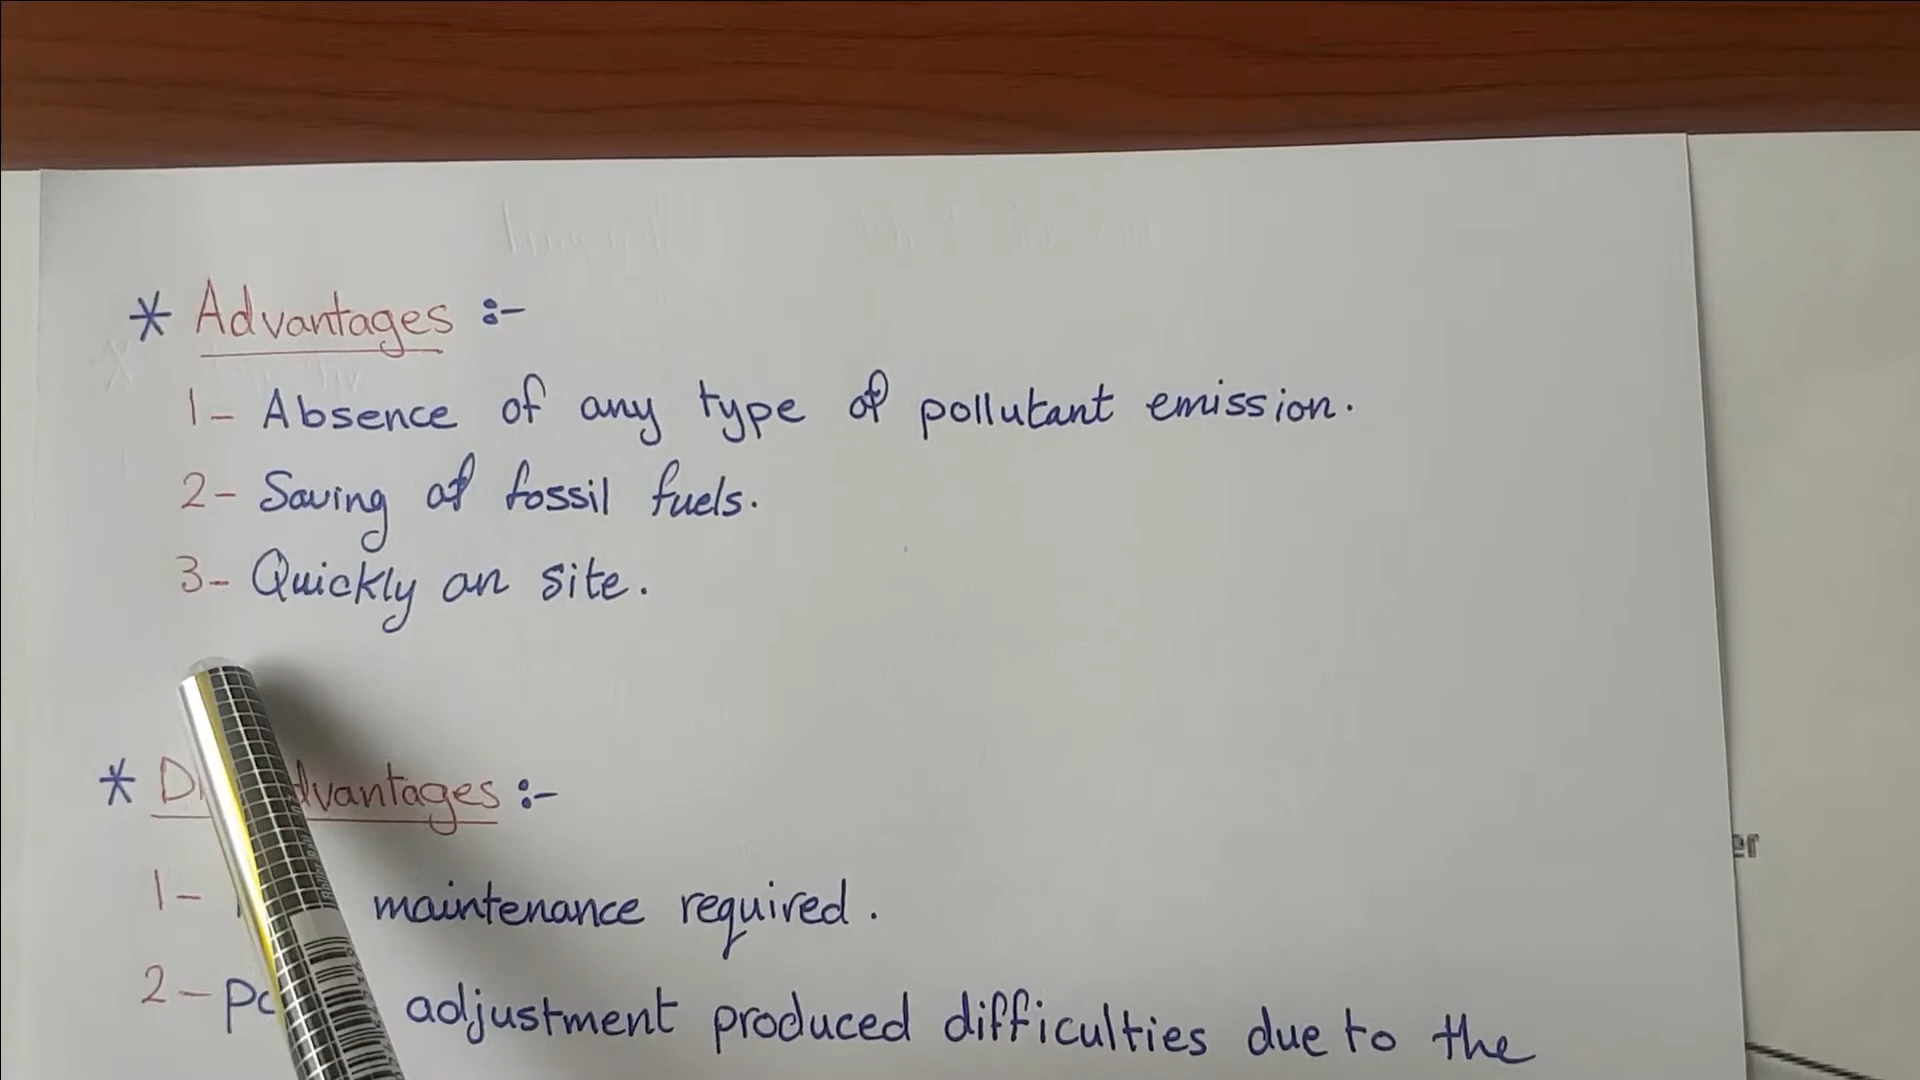 * Advantages :-
1- Absence of any type of pollutant emission.
2- Saving of fossil fuels.
3- Quickly on site.
* :-
1- maintenance required.
2- adjustment produced difficulties due to the
er